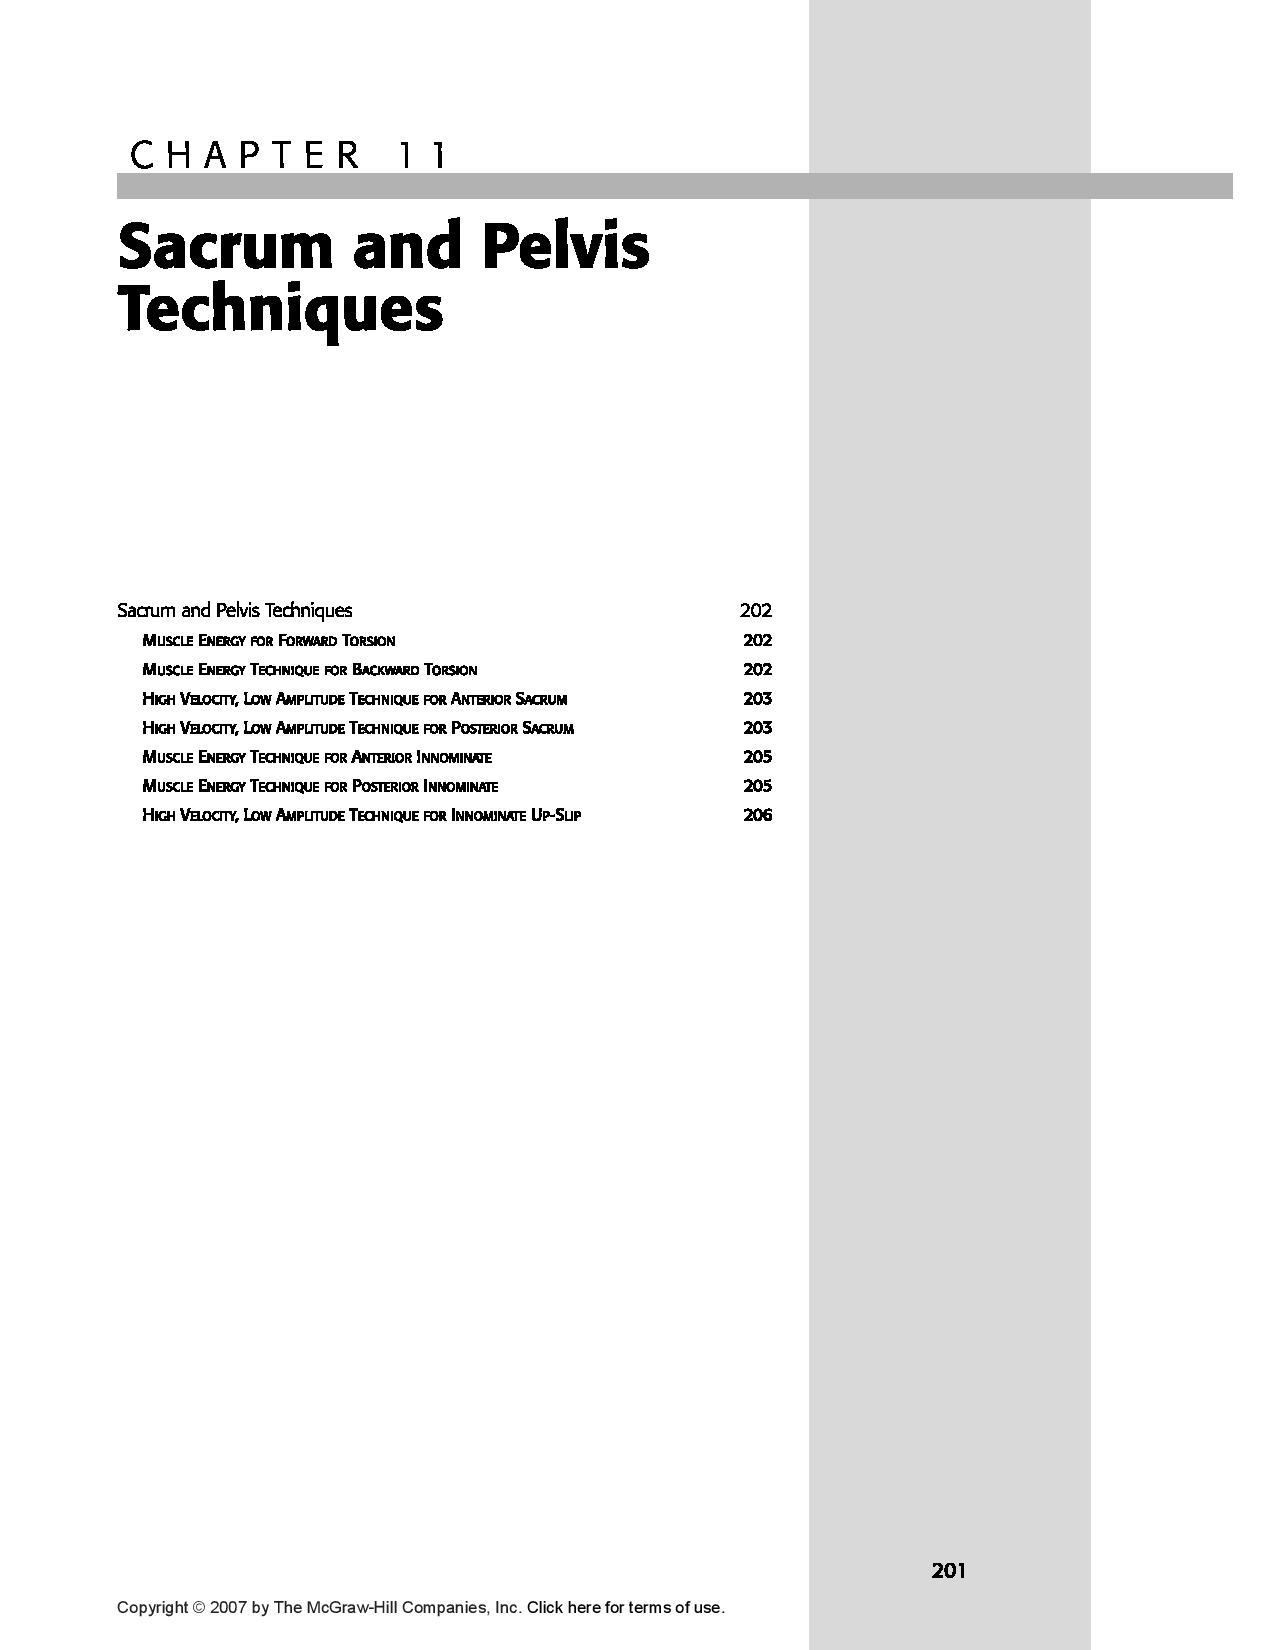 CHAPTER 11
Sacrum and Pelvis
Techniques
Sacrum and Pelvis Techniques 202
MUSCLE ENERGY FOR FORWARD TORSION 202
MUSCLE ENERGY TECHNIQUE FOR BACKWARD TORSION 202
HIGH VELOCITY, LOW AMPLITUDE TECHNIQUE FOR ANTERIOR SACRUM 203
HIGH VELOCITY, LOW AMPLITUDE TECHNIQUE FOR POSTERIOR SACRUM 203
MUSCLE ENERGY TECHNIQUE FOR ANTERIOR INNOMINATE 205
MUSCLE ENERGY TECHNIQUE FOR POSTERIOR INNOMINATE 205
HIGH VELOCITY, LOW AMPLITUDE TECHNIQUE FOR INNOMINATE UP-SLIP 206
201
Copyright © 2007 by The McGraw-Hill Companies, Inc. Click here for terms of use.